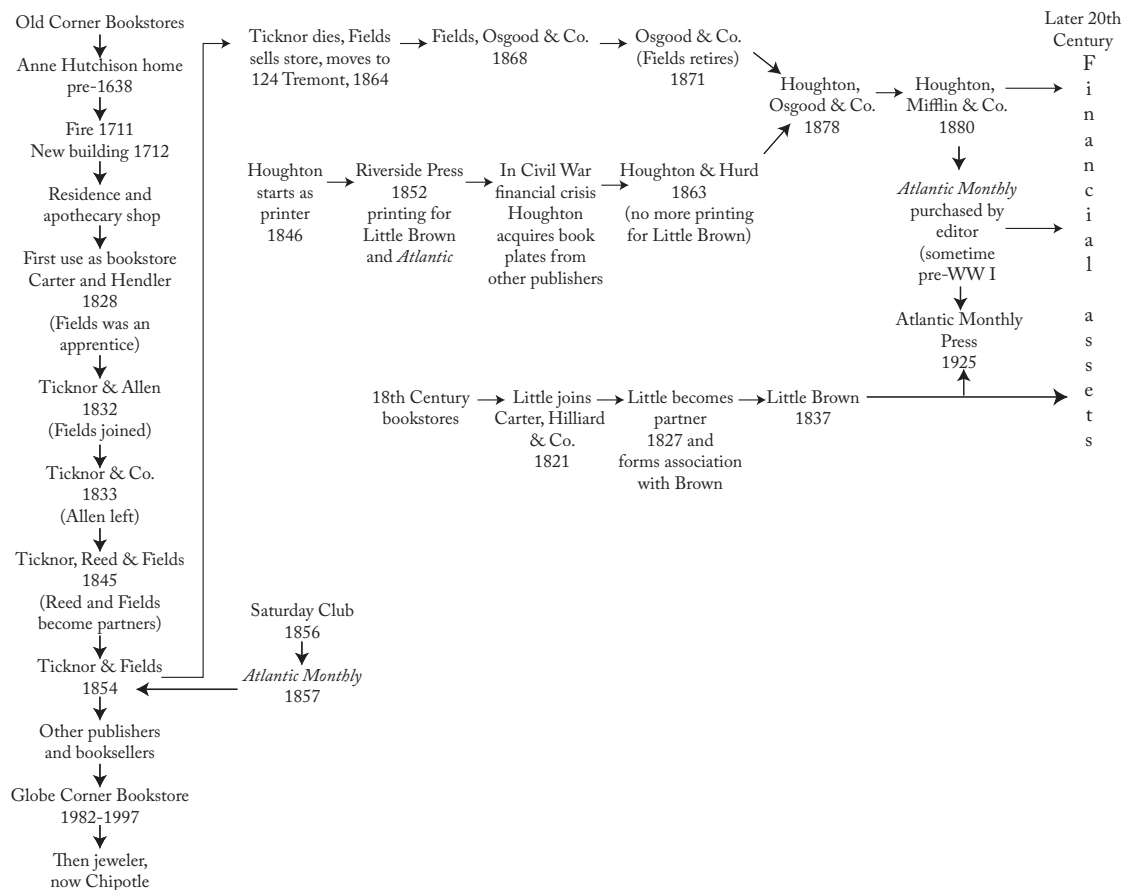 Old Corner Bookstores
Anne Hutchison home
pre-1638
Fire 1711
New building 1712
Residence and
apothecary shop
First use as bookstore
Carter and Hendler
1828
(Fields was an
apprentice)
Ticknor & Allen
1832
(Fields joined)
Ticknor & Co.
1833
(Allen left)
Ticknor, Reed & Fields
1845
(Reed and Fields
become partners)
Ticknor & Fields
1854
Other publishers
and booksellers
Globe Corner Bookstore
1982-1997
Then jeweler,
now Chipotle
Saturday Club
1856
Atlantic Monthly
1857
Ticknor dies, Fields
sells store, moves to
124 Tremont, 1864
Fields, Osgood & Co.
1868
Osgood & Co.
(Fields retires)
1871
Houghton,
Osgood & Co.
1878
Houghton,
Mifflin & Co.
1880
Houghton
starts as
printer
1846
Riverside Press
1852
printing for
Little Brown
and Atlantic
In Civil War
financial crisis
Houghton
acquires book
plates from
other publishers
Houghton & Hurd
1863
(no more printing
for Little Brown)
Atlantic Monthly
purchased by
editor
(sometime
pre-WW I
Atlantic Monthly
Press
1925
18th Century
bookstores
Little joins
Carter, Hilliard
& Co.
1821
Little becomes
partner
1827 and
forms association
with Brown
Little Brown
1837
Later 20th
Century
Financial assets